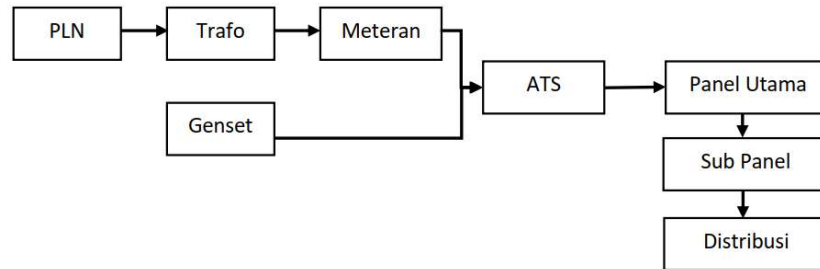 PLN
Trafo
Meteran
ATS
Panel Utama
Genset
Sub Panel
Distribusi